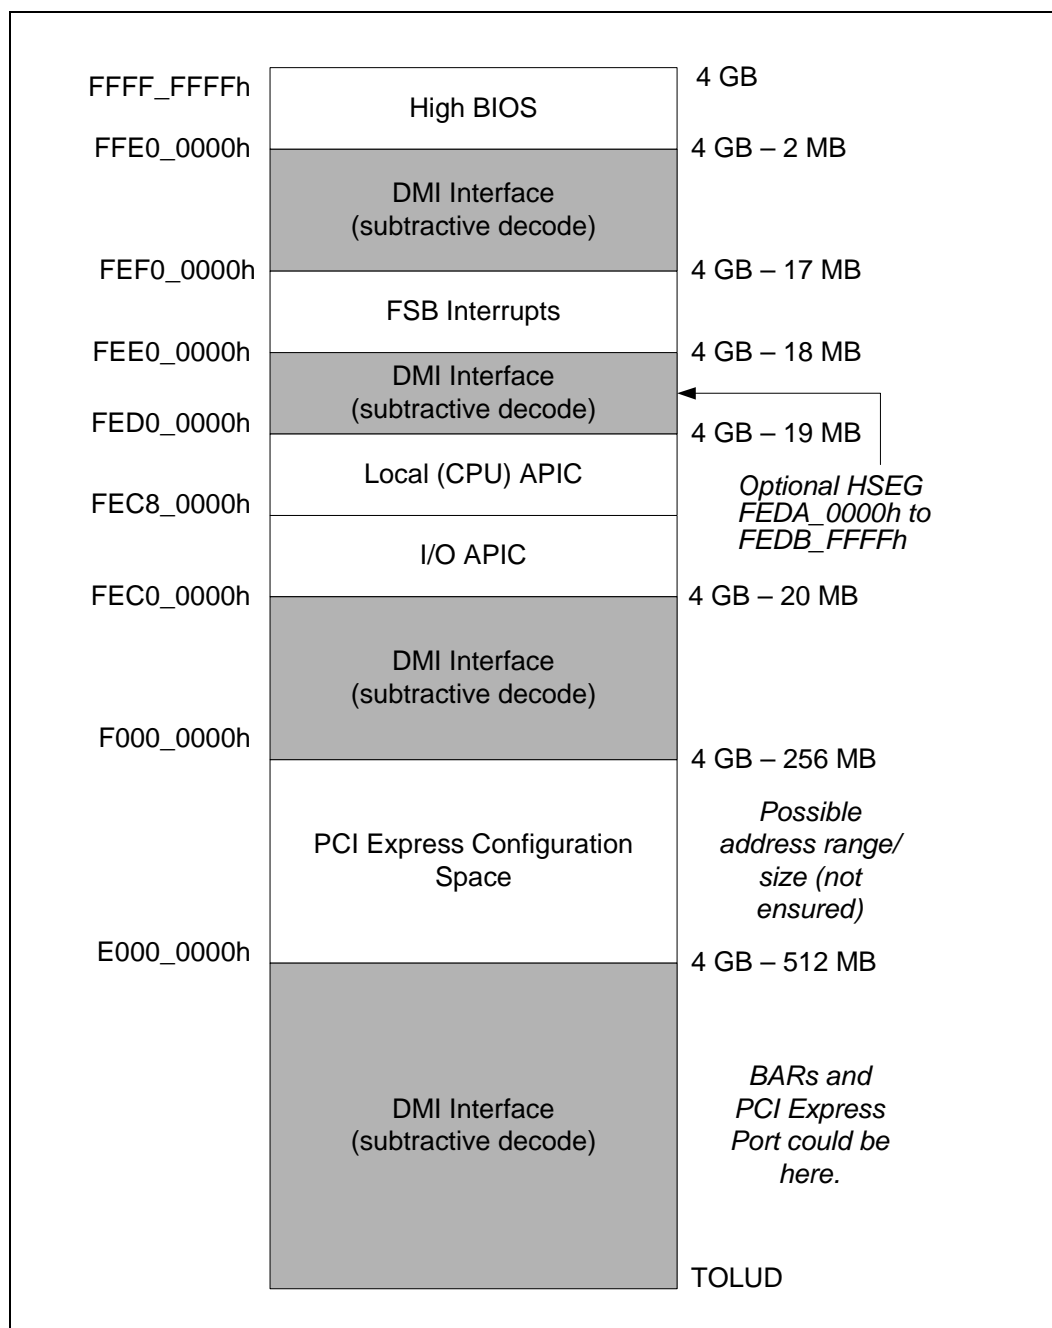 FFFF_FFFFh
4 GB
High BIOS
FFE0_0000h
4 GB – 2 MB
DMI Interface
(subtractive decode)
FEF0_0000h
4 GB – 17 MB
FSB Interrupts
FEE0_0000h
4 GB – 18 MB
DMI Interface
(subtractive decode)
FED0_0000h
4 GB – 19 MB
Local (CPU) APIC
Optional HSEG
FEDA_0000h to
FEDB_FFFFh
FEC8_0000h
I/O APIC
FEC0_0000h
4 GB – 20 MB
DMI Interface
(subtractive decode)
F000_0000h
4 GB – 256 MB
PCI Express Configuration
Space
Possible
address range/
size (not
ensured)
E000_0000h
4 GB – 512 MB
DMI Interface
(subtractive decode)
BARs and
PCI Express
Port could be
here.
TOLUD